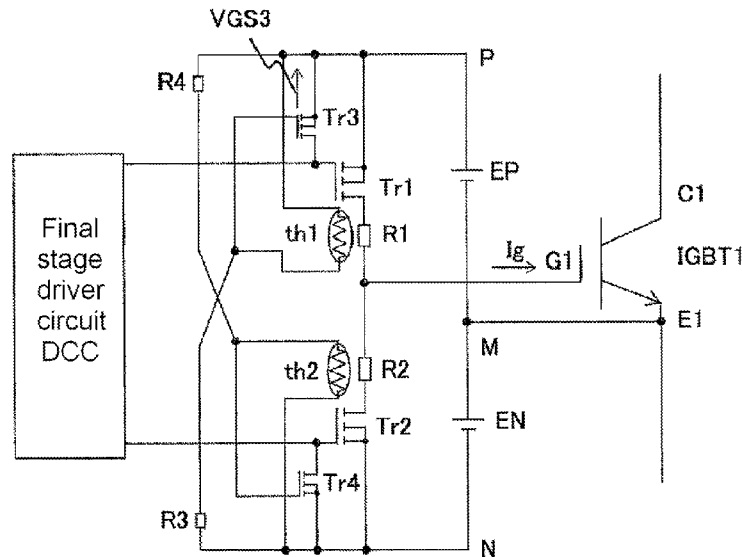 VGS3
P
R4
Tr3
EP
Tr1
C1
Final
stage
driver
circuit
DCC
th1
R1
Ig
G1
IGBT1
E1
M
th2
R2
EN
Tr2
Tr4
R3
N